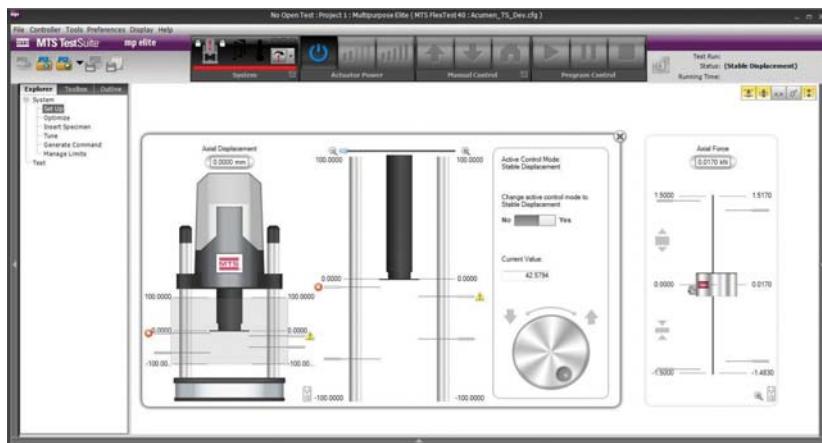 No Open Test : Project 1 : Multipurpose Elite ( MTS FlexTest 40 : Acumen_TS_Dev.cfg )
File Controller Tools Preferences Display Help
MTS TestSuite mp elite
System
Actuator Power
Manual Control
Program Control
Test Run:
Status: (Stable Displacement)
Running Time:
Explorer Toolbox Outline
System
Set Up
Optimize
Insert Specimen
Tune
Generate Command
Manage Limits
Test
Axial Displacement
0.0000 mm
100.0000 100.0000
0.0000 0.0000
-100.0000 -100.0000
MTS
100.0000 100.0000
0.0000 0.0000
-100.00... -100.00...
Active Control Mode:
Stable Displacement
Change active control mode to
Stable Displacement
No Yes
Current Value:
42.5794
Axial Force
0.0170 kN
1.5000 1.5170
0.0000 0.0170
-1.5000 -1.4830